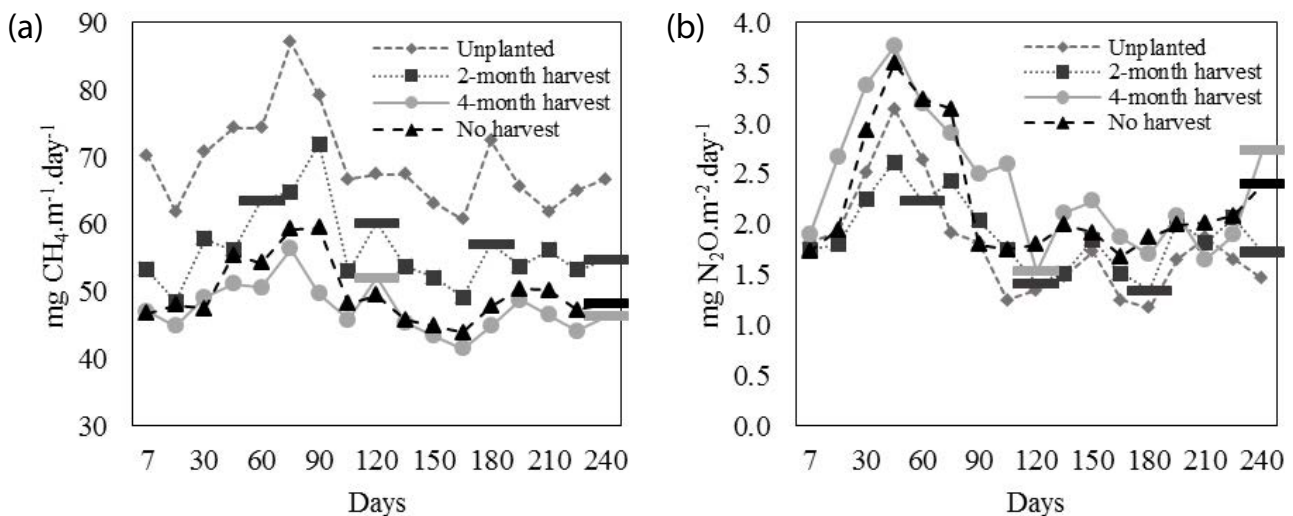 (a)
90
80
70
60
50
40
30
mg CH₄.m⁻¹.day⁻¹
Unplanted
2-month harvest
4-month harvest
No harvest
7 30 60 90 120 150 180 210 240
Days
(b)
4.0
3.5
3.0
2.5
2.0
1.5
1.0
0.5
0.0
mg N₂O.m⁻².day⁻¹
Unplanted
2-month harvest
4-month harvest
No harvest
7 30 60 90 120 150 180 210 240
Days